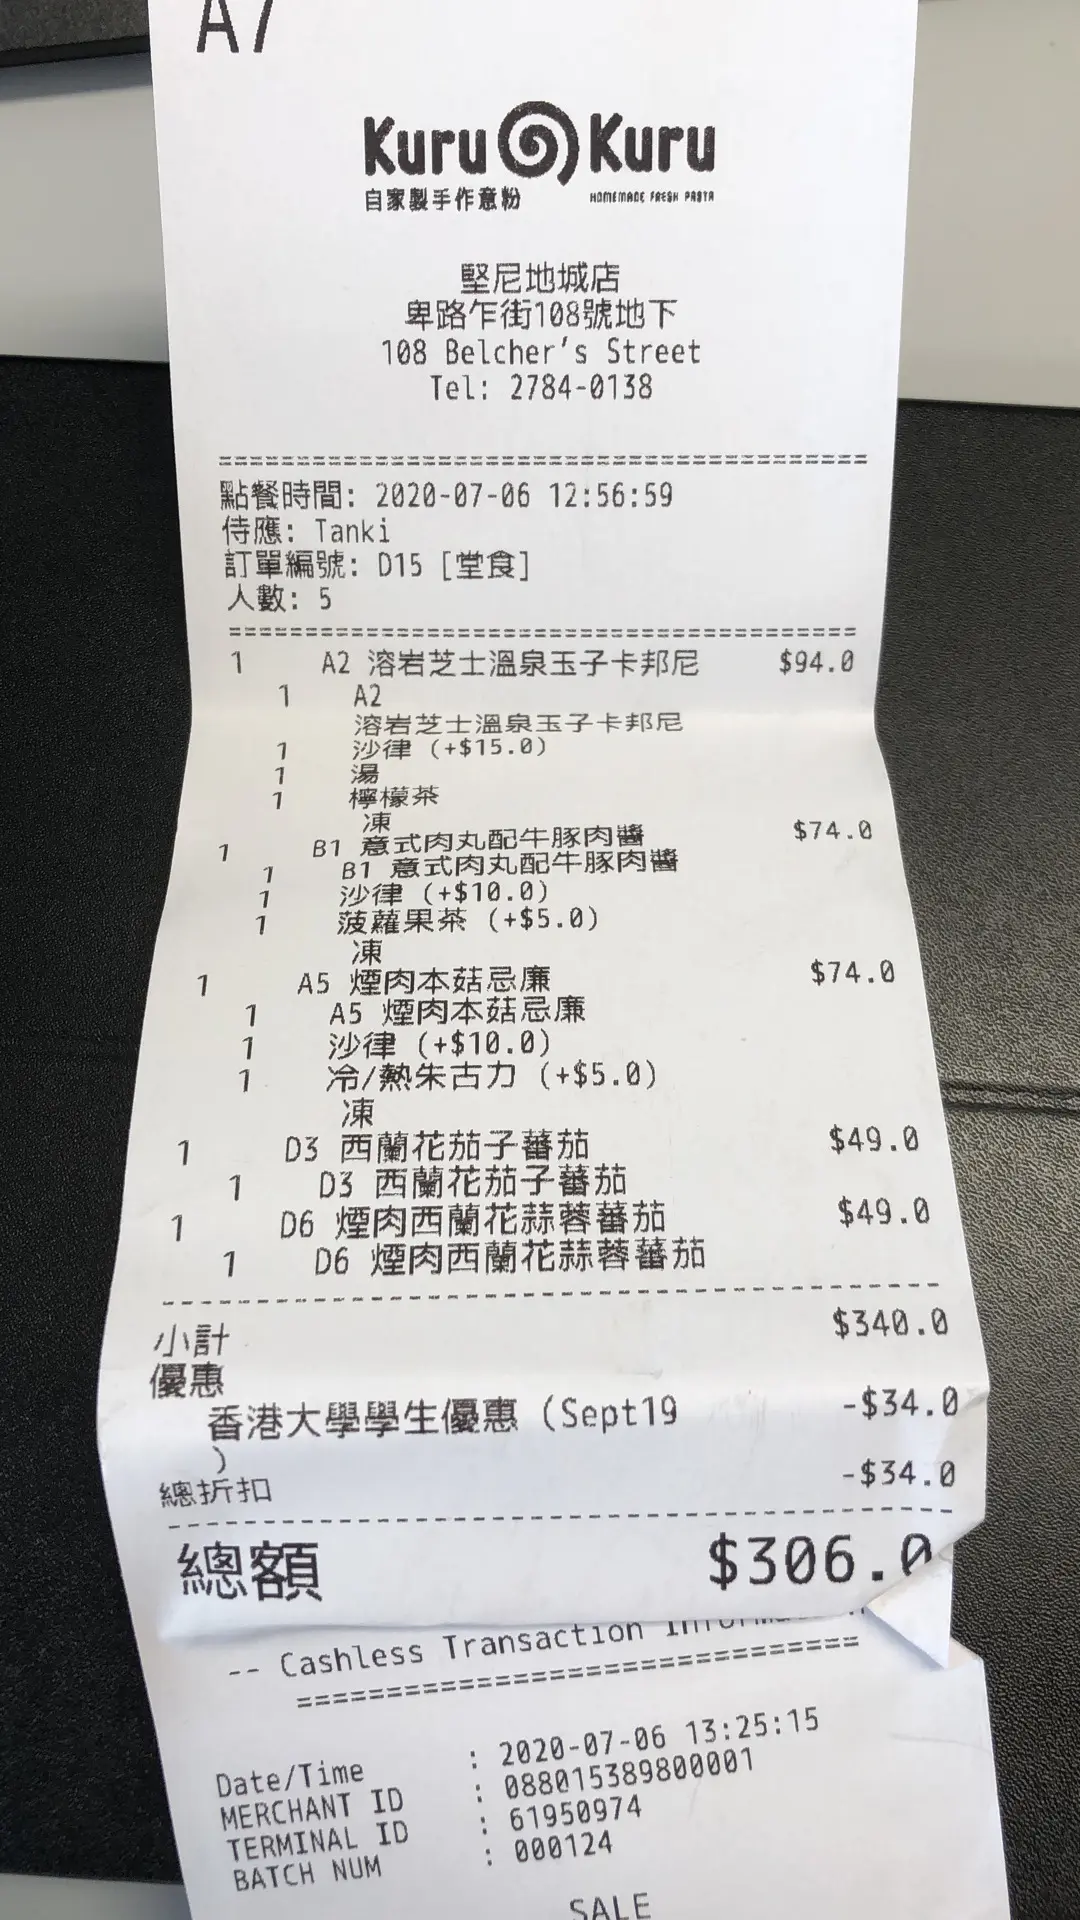 A7
Kuru Kuru
自家製手作意粉 HOMEMADE FRESH PASTA
堅尼地城店
卑路乍街108號地下
108 Belcher's Street
Tel: 2784-0138
==========================================
點餐時間: 2020-07-06 12:56:59
侍應: Tanki
訂單編號: D15 [堂食]
人數: 5
==========================================
1 A2 溶岩芝士溫泉玉子卡邦尼 $94.0
1 A2
溶岩芝士溫泉玉子卡邦尼
1 沙律 (+$15.0)
1 湯
1 檸檬茶
凍
1 B1 意式肉丸配牛豚肉醬 $74.0
1 B1 意式肉丸配牛豚肉醬
1 沙律 (+$10.0)
1 菠蘿果茶 (+$5.0)
凍
1 A5 煙肉本菇忌廉 $74.0
1 A5 煙肉本菇忌廉
1 沙律 (+$10.0)
1 冷/熱朱古力 (+$5.0)
凍
1 D3 西蘭花茄子蕃茄 $49.0
1 D3 西蘭花茄子蕃茄
1 D6 煙肉西蘭花蒜蓉蕃茄 $49.0
1 D6 煙肉西蘭花蒜蓉蕃茄
------------------------------------------
小計 $340.0
優惠
香港大學學生優惠 (Sept19 -$34.0
)
總折扣 -$34.0
------------------------------------------
總額 $306.0
-- Cashless Transaction
==========================================
Date/Time : 2020-07-06 13:25:15
MERCHANT ID : 088015389800001
TERMINAL ID : 61950974
BATCH NUM : 000124
SALE